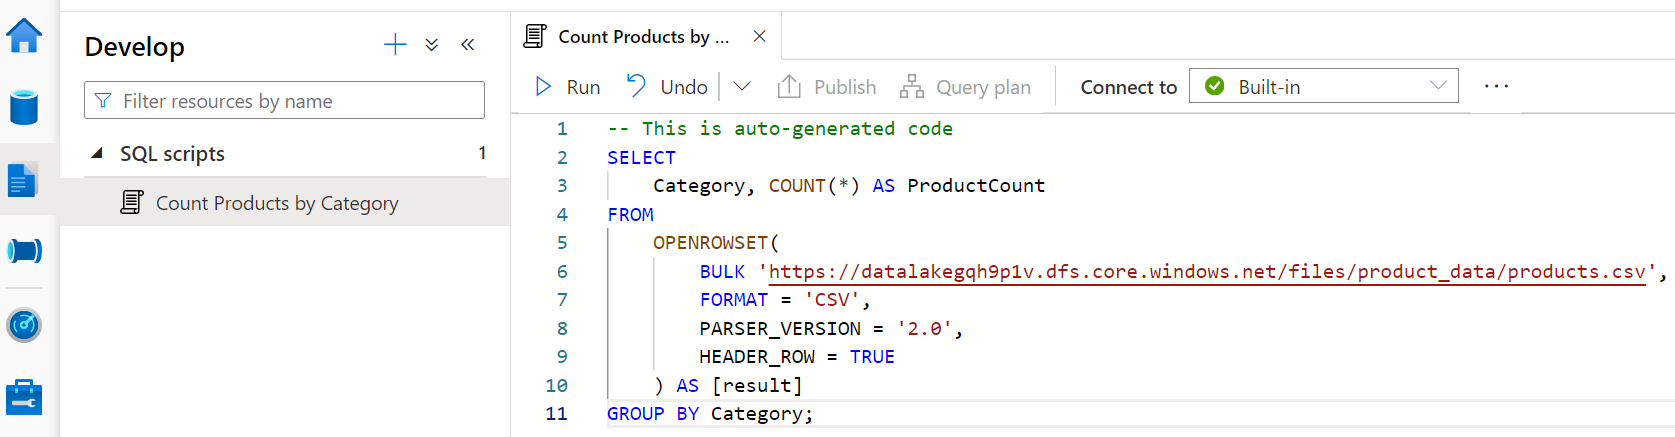 Develop
Filter resources by name
SQL scripts 1
Count Products by Category
Count Products by ...
Run Undo Publish Query plan Connect to Built-in ...
1 -- This is auto-generated code
2 SELECT
3 Category, COUNT(*) AS ProductCount
4 FROM
5 OPENROWSET(
6 BULK 'https://datalakegqh9p1v.dfs.core.windows.net/files/product_data/products.csv',
7 FORMAT = 'CSV',
8 PARSER_VERSION = '2.0',
9 HEADER_ROW = TRUE
10 ) AS [result]
11 GROUP BY Category;